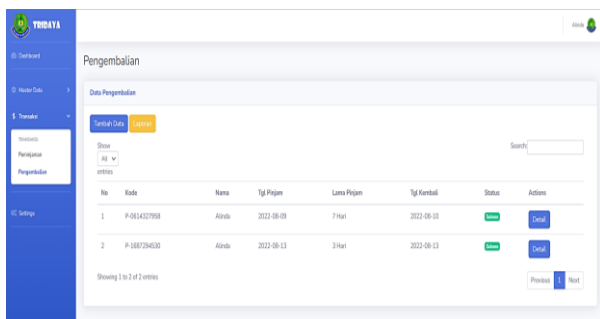 TRIDAYA
Alinda
Dashboard
Master Data
Transaksi
TRANSAKSI
Peminjaman
Pengembalian
Settings
Pengembalian
Data Pengembalian
Tambah Data Laporan
Show
All
entries
Search:
No Kode Nama Tgl Pinjam Lama Pinjam Tgl Kembali Status Actions
1 P-0614327958 Alinda 2022-08-09 7 Hari 2022-08-10 Detail
2 P-1687294530 Alinda 2022-08-13 3 Hari 2022-08-13 Detail
Showing 1 to 2 of 2 entries
Previous 1 Next